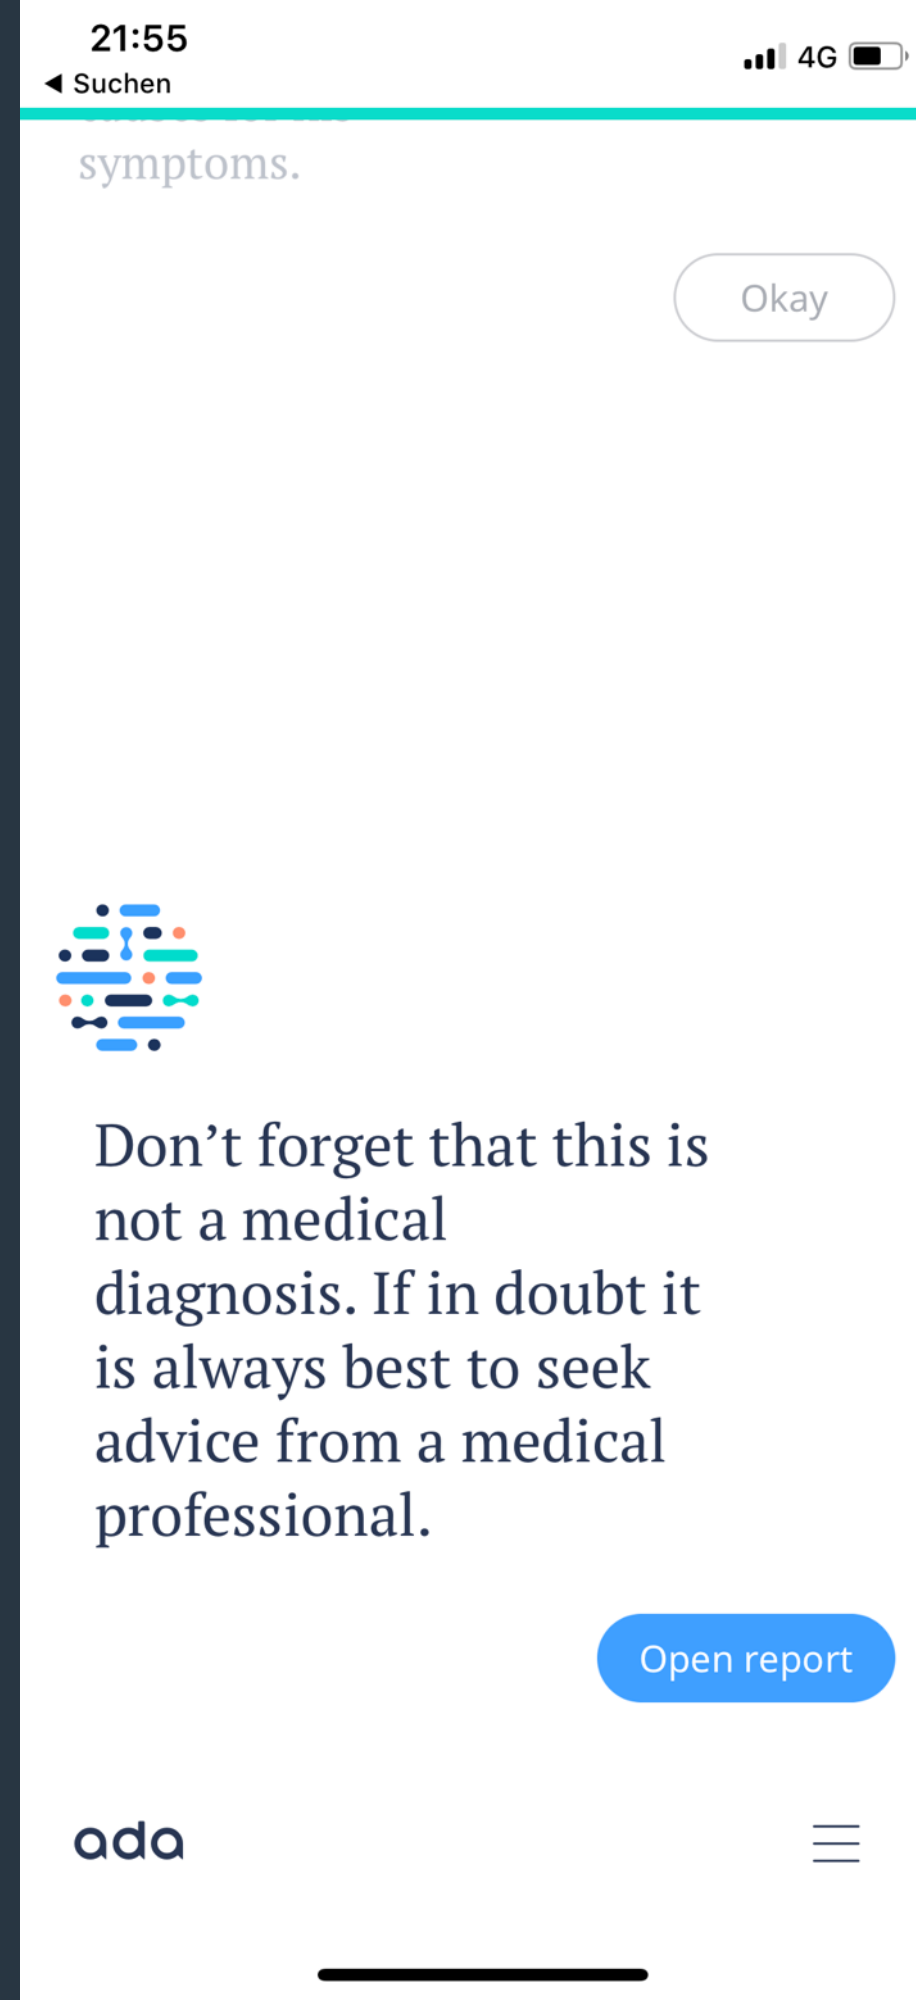 21:55
4G
◀ Suchen
symptoms.
Okay
Don’t forget that this is
not a medical
diagnosis. If in doubt it
is always best to seek
advice from a medical
professional.
Open report
ada